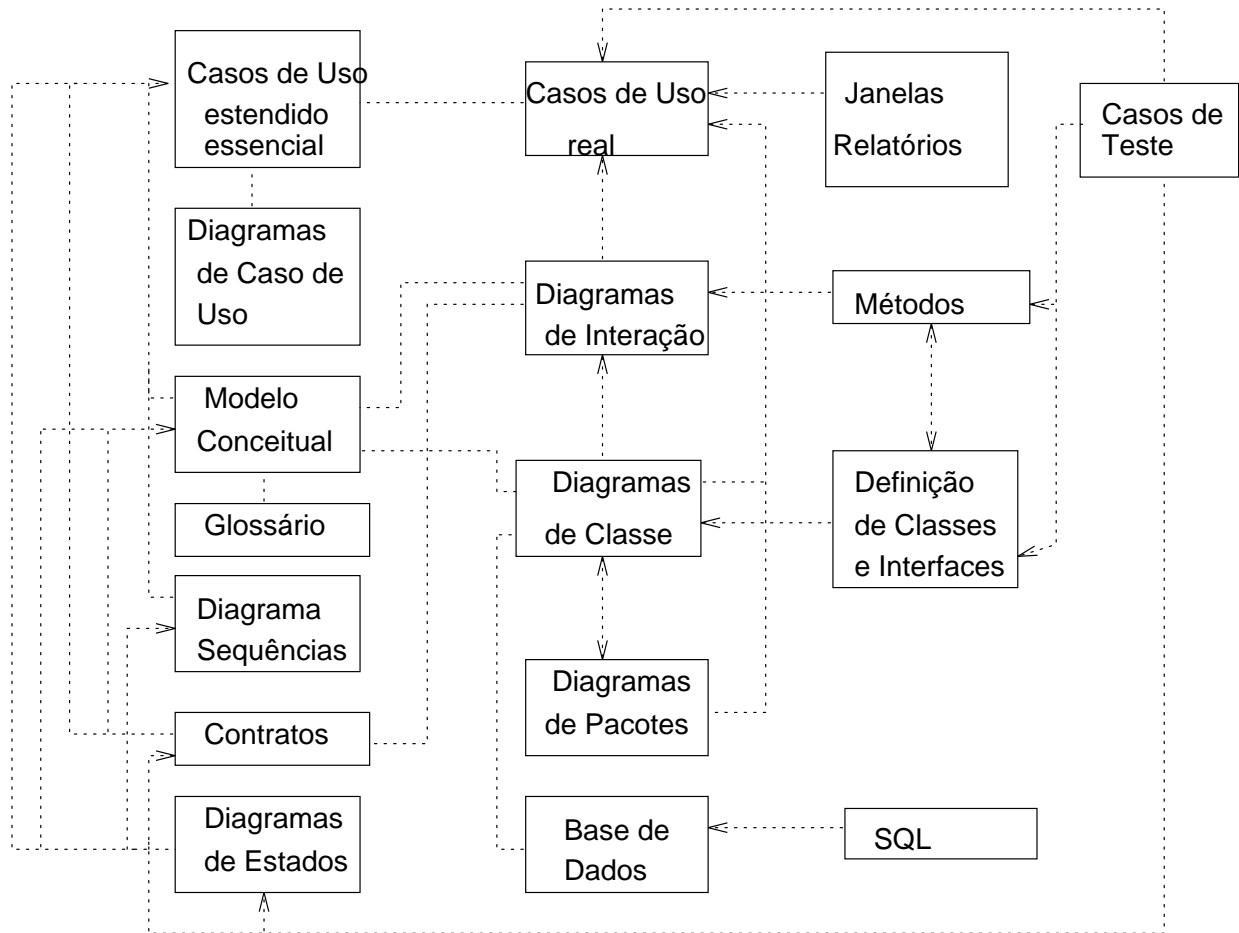 Casos de Uso
estendido
essencial
Diagramas
de Caso de
Uso
Modelo
Conceitual
Glossário
Diagrama
Sequências
Contratos
Diagramas
de Estados
Casos de Uso
real
Diagramas
de Interação
Diagramas
de Classe
Diagramas
de Pacotes
Base de
Dados
Janelas
Relatórios
Métodos
Definição
de Classes
e Interfaces
SQL
Casos de
Teste